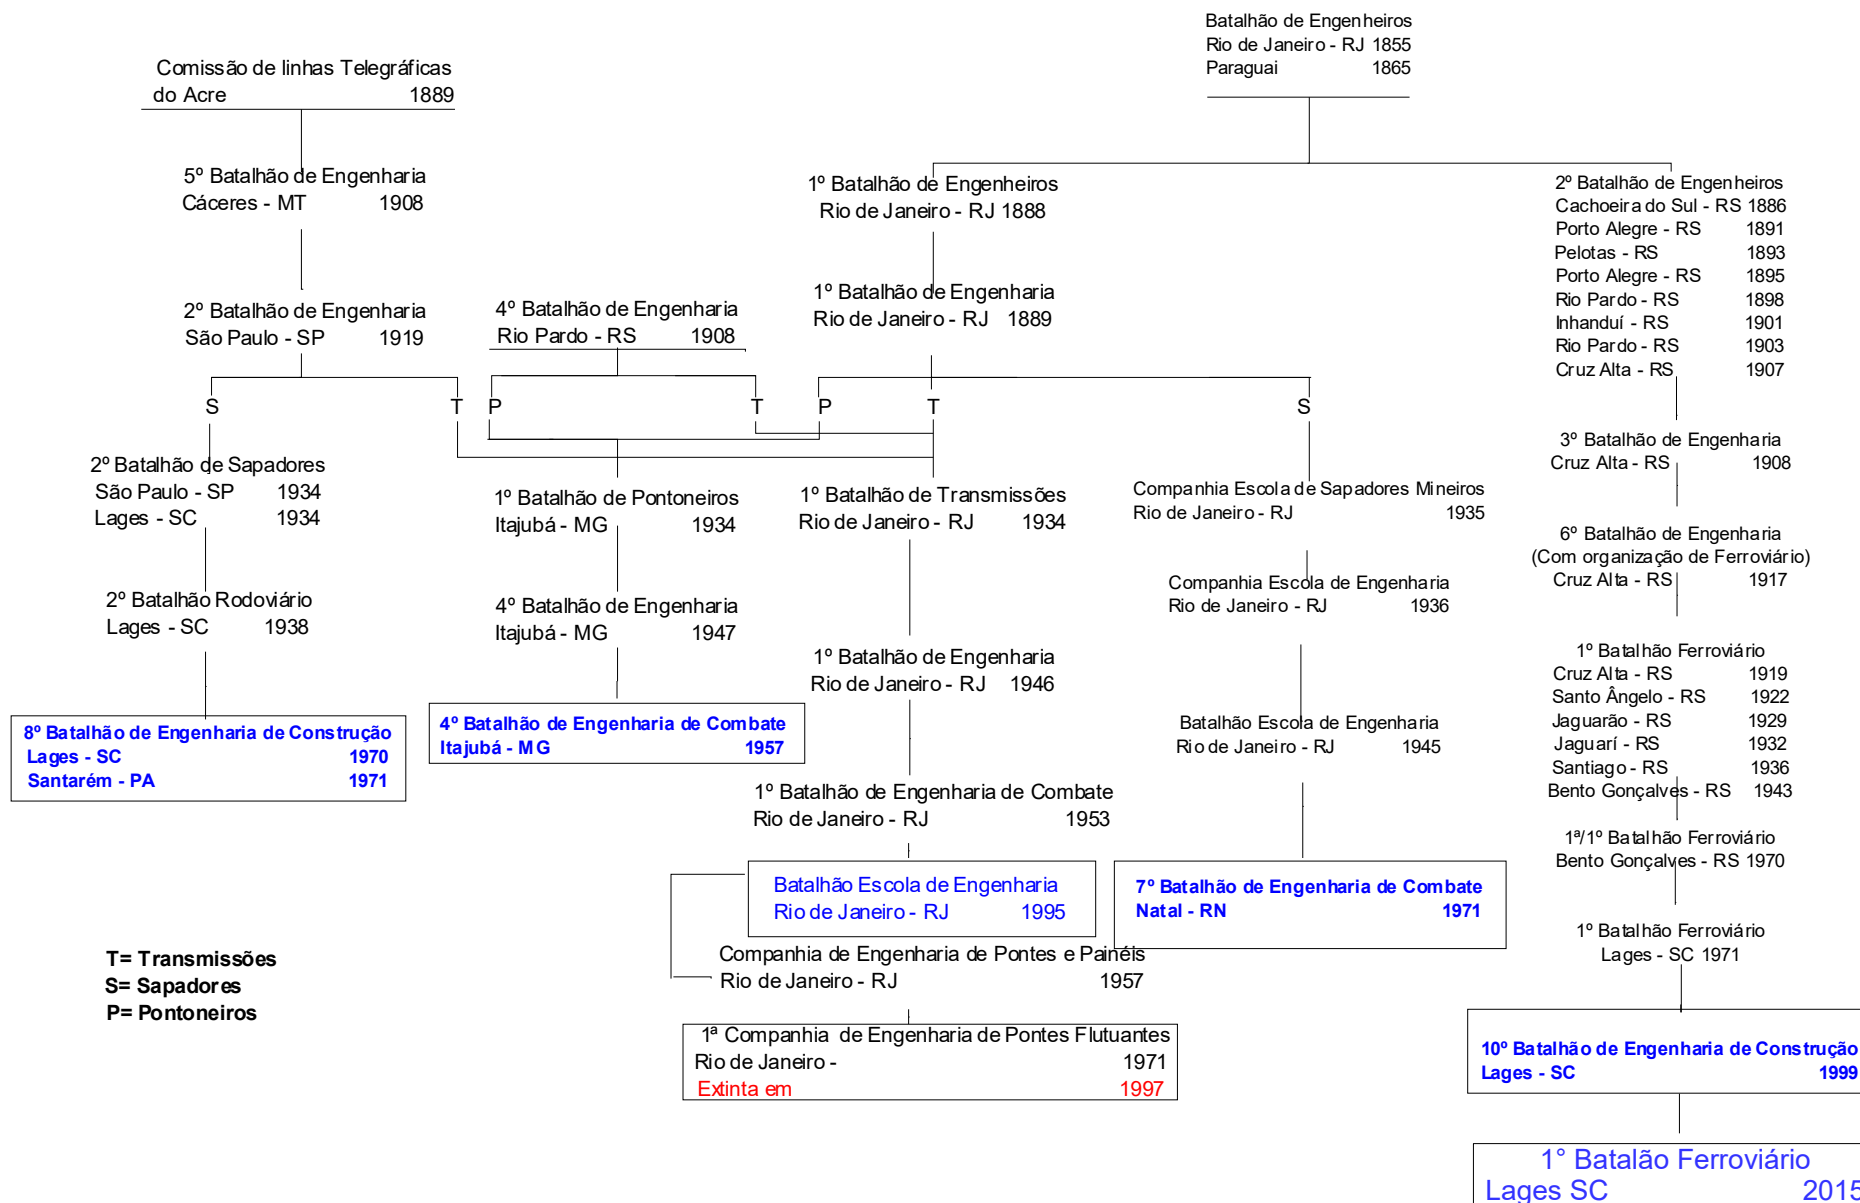 Batalhão de Engenheiros
Rio de Janeiro - RJ 1855
Paraguai 1865
Comissão de linhas Telegráficas
do Acre 1889
5º Batalhão de Engenharia
Cáceres - MT 1908
2º Batalhão de Engenharia
São Paulo - SP 1919
4º Batalhão de Engenharia
Rio Pardo - RS 1908
1º Batalhão de Engenheiros
Rio de Janeiro - RJ 1888
1º Batalhão de Engenharia
Rio de Janeiro - RJ 1889
2º Batalhão de Engenheiros
Cachoeira do Sul - RS 1886
Porto Alegre - RS 1891
Pelotas - RS 1893
Porto Alegre - RS 1895
Rio Pardo - RS 1898
Inhanduí - RS 1901
Rio Pardo - RS 1903
Cruz Alta - RS 1907
S T P T P T S
2º Batalhão de Sapadores
São Paulo - SP 1934
Lages - SC 1934
2º Batalhão Rodoviário
Lages - SC 1938
8º Batalhão de Engenharia de Construção
Lages - SC 1970
Santarém - PA 1971
1º Batalhão de Pontoneiros
Itajubá - MG 1934
4º Batalhão de Engenharia
Itajubá - MG 1947
4º Batalhão de Engenharia de Combate
Itajubá - MG 1957
1º Batalhão de Transmissões
Rio de Janeiro - RJ 1934
1º Batalhão de Engenharia
Rio de Janeiro - RJ 1946
1º Batalhão de Engenharia de Combate
Rio de Janeiro - RJ 1953
Batalhão Escola de Engenharia
Rio de Janeiro - RJ 1995
Companhia de Engenharia de Pontes e Painéis
Rio de Janeiro - RJ 1957
1ª Companhia de Engenharia de Pontes Flutuantes
Rio de Janeiro - 1971
Extinta em 1997
Companhia Escola de Sapadores Mineiros
Rio de Janeiro - RJ 1935
Companhia Escola de Engenharia
Rio de Janeiro - RJ 1936
Batalhão Escola de Engenharia
Rio de Janeiro - RJ 1945
7º Batalhão de Engenharia de Combate
Natal - RN 1971
3º Batalhão de Engenharia
Cruz Alta - RS 1908
6º Batalhão de Engenharia
(Com organização de Ferroviário)
Cruz Alta - RS 1917
1º Batalhão Ferroviário
Cruz Alta - RS 1919
Santo Ângelo - RS 1922
Jaguarão - RS 1929
Jaguarí - RS 1932
Santiago - RS 1936
Bento Gonçalves - RS 1943
1ª/1º Batalhão Ferroviário
Bento Gonçalves - RS 1970
1º Batalhão Ferroviário
Lages - SC 1971
10º Batalhão de Engenharia de Construção
Lages - SC 1999
1° Batalão Ferroviário
Lages SC 2015
T= Transmissões
S= Sapadores
P= Pontoneiros